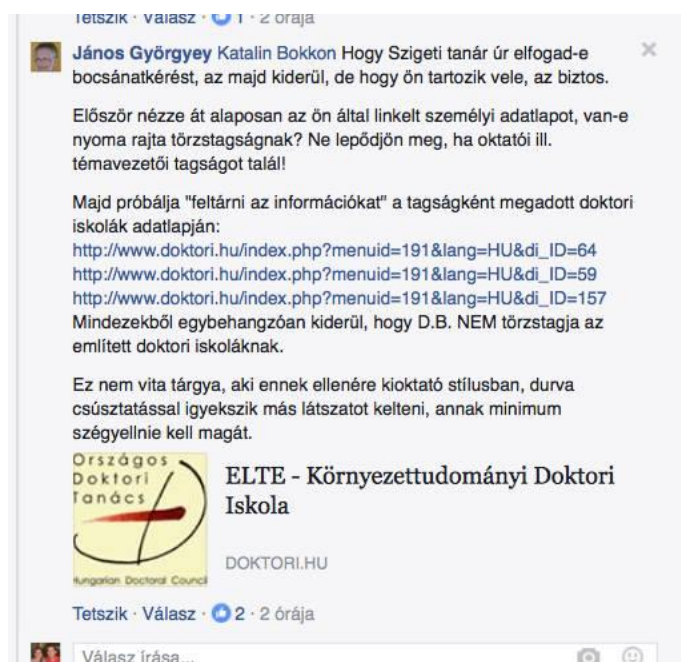 Tetszik · Válasz · 1 · 2 órája
János Györgyey Katalin Bokkon Hogy Szigeti tanár úr elfogad-e
bocsánatkérést, az majd kiderül, de hogy ön tartozik vele, az biztos.
Először nézze át alaposan az ön által linkelt személyi adatlapot, van-e
nyoma rajta törzstagságnak? Ne lepődjön meg, ha oktatói ill.
témavezetői tagságot talál!
Majd próbálja "feltárni az információkat" a tagságként megadott doktori
iskolák adatlapján:
http://www.doktori.hu/index.php?menuid=191&lang=HU&di_ID=64
http://www.doktori.hu/index.php?menuid=191&lang=HU&di_ID=59
http://www.doktori.hu/index.php?menuid=191&lang=HU&di_ID=157
Mindezekből egybehangzóan kiderül, hogy D.B. NEM törzstagja az
említett doktori iskoláknak.
Ez nem vita tárgya, aki ennek ellenére kioktató stílusban, durva
csúsztatással igyekszik más látszatot kelteni, annak minimum
szégyellnie kell magát.
Országos
Doktori
Tanács
Hungarian Doctoral Council
ELTE - Környezettudományi Doktori
Iskola
DOKTORI.HU
Tetszik · Válasz · 2 · 2 órája
Válasz írása...